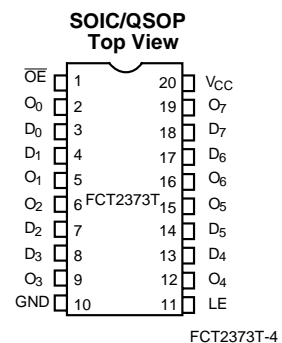 SOIC/QSOP
Top View
OE 1 20 VCC
O0 2 19 O7
D0 3 18 D7
D1 4 17 D6
O1 5 16 O6
O2 6 FCT2373T 15 O5
D2 7 14 D5
D3 8 13 D4
O3 9 12 O4
GND 10 11 LE
FCT2373T-4